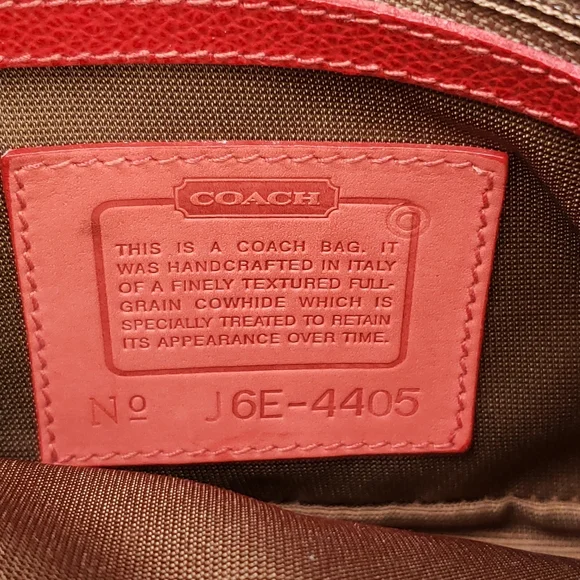 COACH
THIS IS A COACH BAG. IT
WAS HANDCRAFTED IN ITALY
OF A FINELY TEXTURED FULL-
GRAIN COWHIDE WHICH IS
SPECIALLY TREATED TO RETAIN
ITS APPEARANCE OVER TIME.
Nº J6E-4405